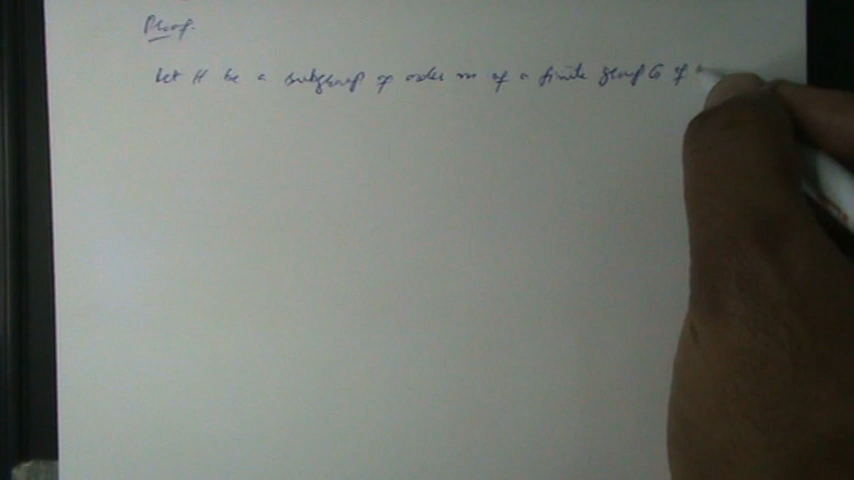 Proof.
Let H be a subgroup of order m of a finite group G of